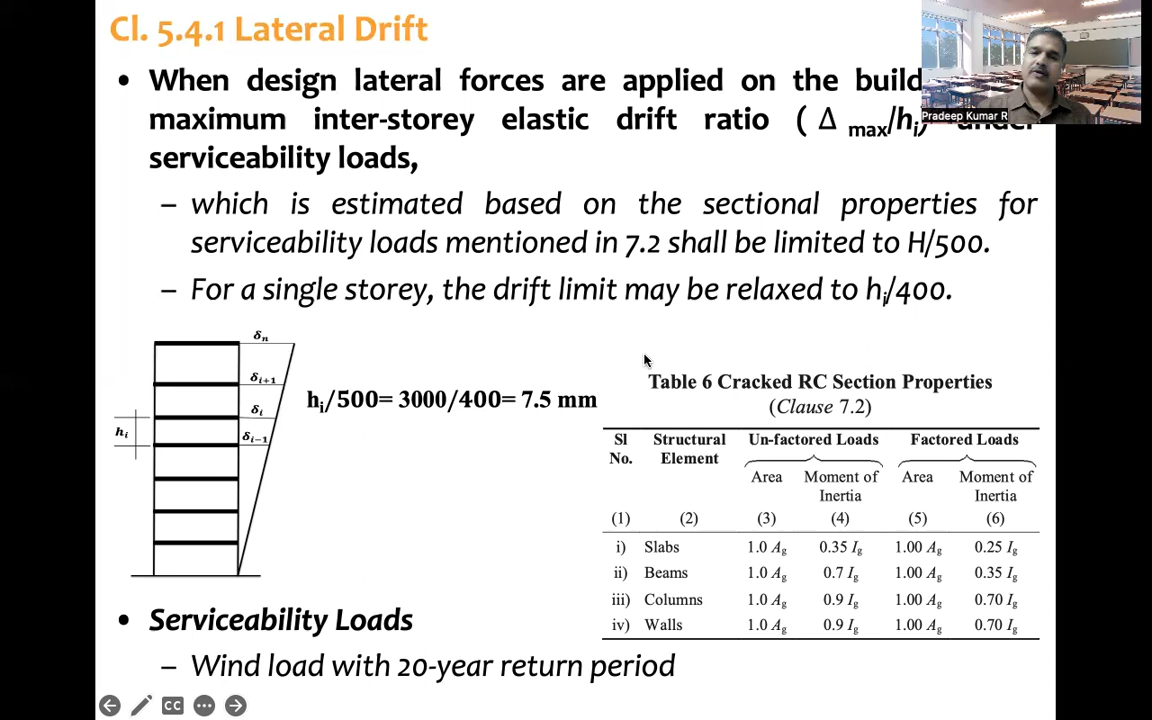 Cl. 5.4.1 Lateral Drift
• When design lateral forces are applied on the build
maximum inter-storey elastic drift ratio ( Δ max/hi) under
serviceability loads,
– which is estimated based on the sectional properties for
serviceability loads mentioned in 7.2 shall be limited to H/500.
– For a single storey, the drift limit may be relaxed to hi/400.
Pradeep Kumar R
δn
δi+1
δi
δi−1
hi
hi/500= 3000/400= 7.5 mm
Table 6 Cracked RC Section Properties
(Clause 7.2)
Sl No. Structural Element Un-factored Loads Factored Loads
Area Moment of Inertia Area Moment of Inertia
(1) (2) (3) (4) (5) (6)
i) Slabs 1.0 Ag 0.35 Ig 1.00 Ag 0.25 Ig
ii) Beams 1.0 Ag 0.7 Ig 1.00 Ag 0.35 Ig
iii) Columns 1.0 Ag 0.9 Ig 1.00 Ag 0.70 Ig
iv) Walls 1.0 Ag 0.9 Ig 1.00 Ag 0.70 Ig
• Serviceability Loads
– Wind load with 20-year return period
CC